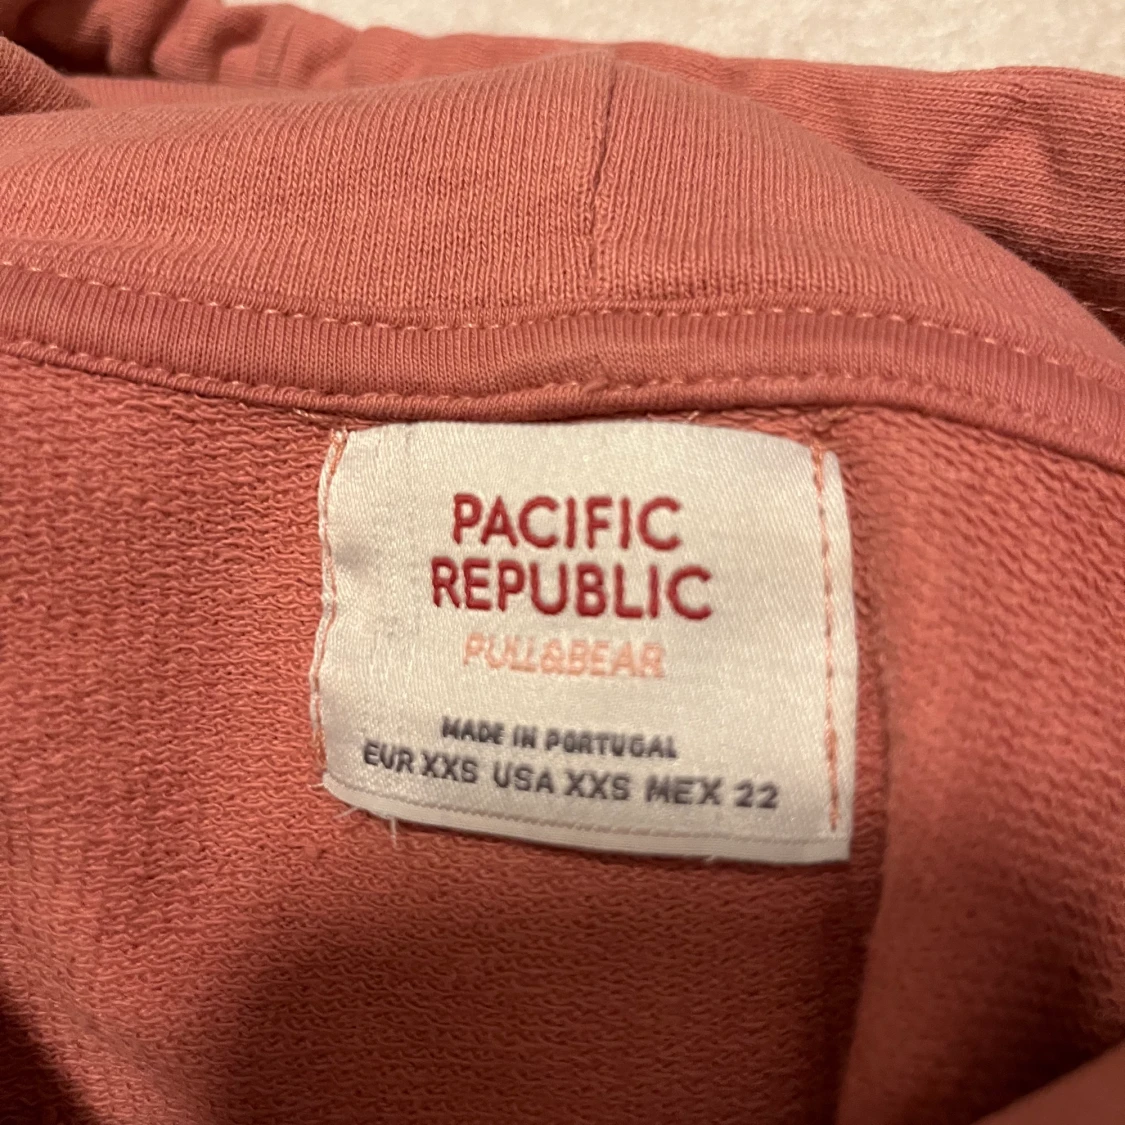 PACIFIC
REPUBLIC
PULL&BEAR
MADE IN PORTUGAL
EUR XXS USA XXS MEX 22